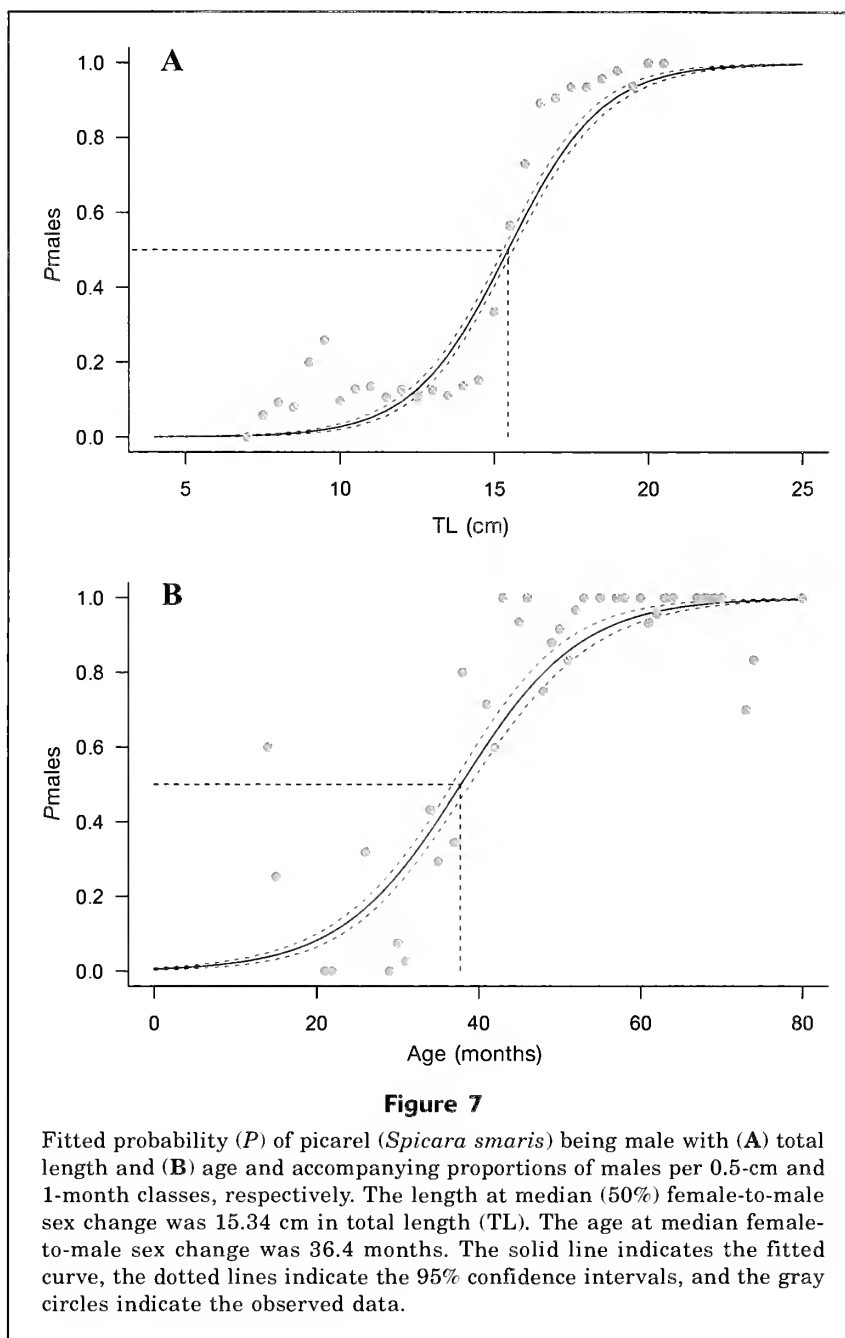 A
1.0
0.8
0.6
0.4
0.2
0.0
Pmales
5 10 15 20 25
TL (cm)
B
1.0
0.8
0.6
0.4
0.2
0.0
Pmales
0 20 40 60 80
Age (months)
Figure 7
Fitted probability (P) of picarel (Spicara smaris) being male with (A) total
length and (B) age and accompanying proportions of males per 0.5-cm and
1-month classes, respectively. The length at median (50%) female-to-male
sex change was 15.34 cm in total length (TL). The age at median female-
to-male sex change was 36.4 months. The solid line indicates the fitted
curve, the dotted lines indicate the 95% confidence intervals, and the gray
circles indicate the observed data.